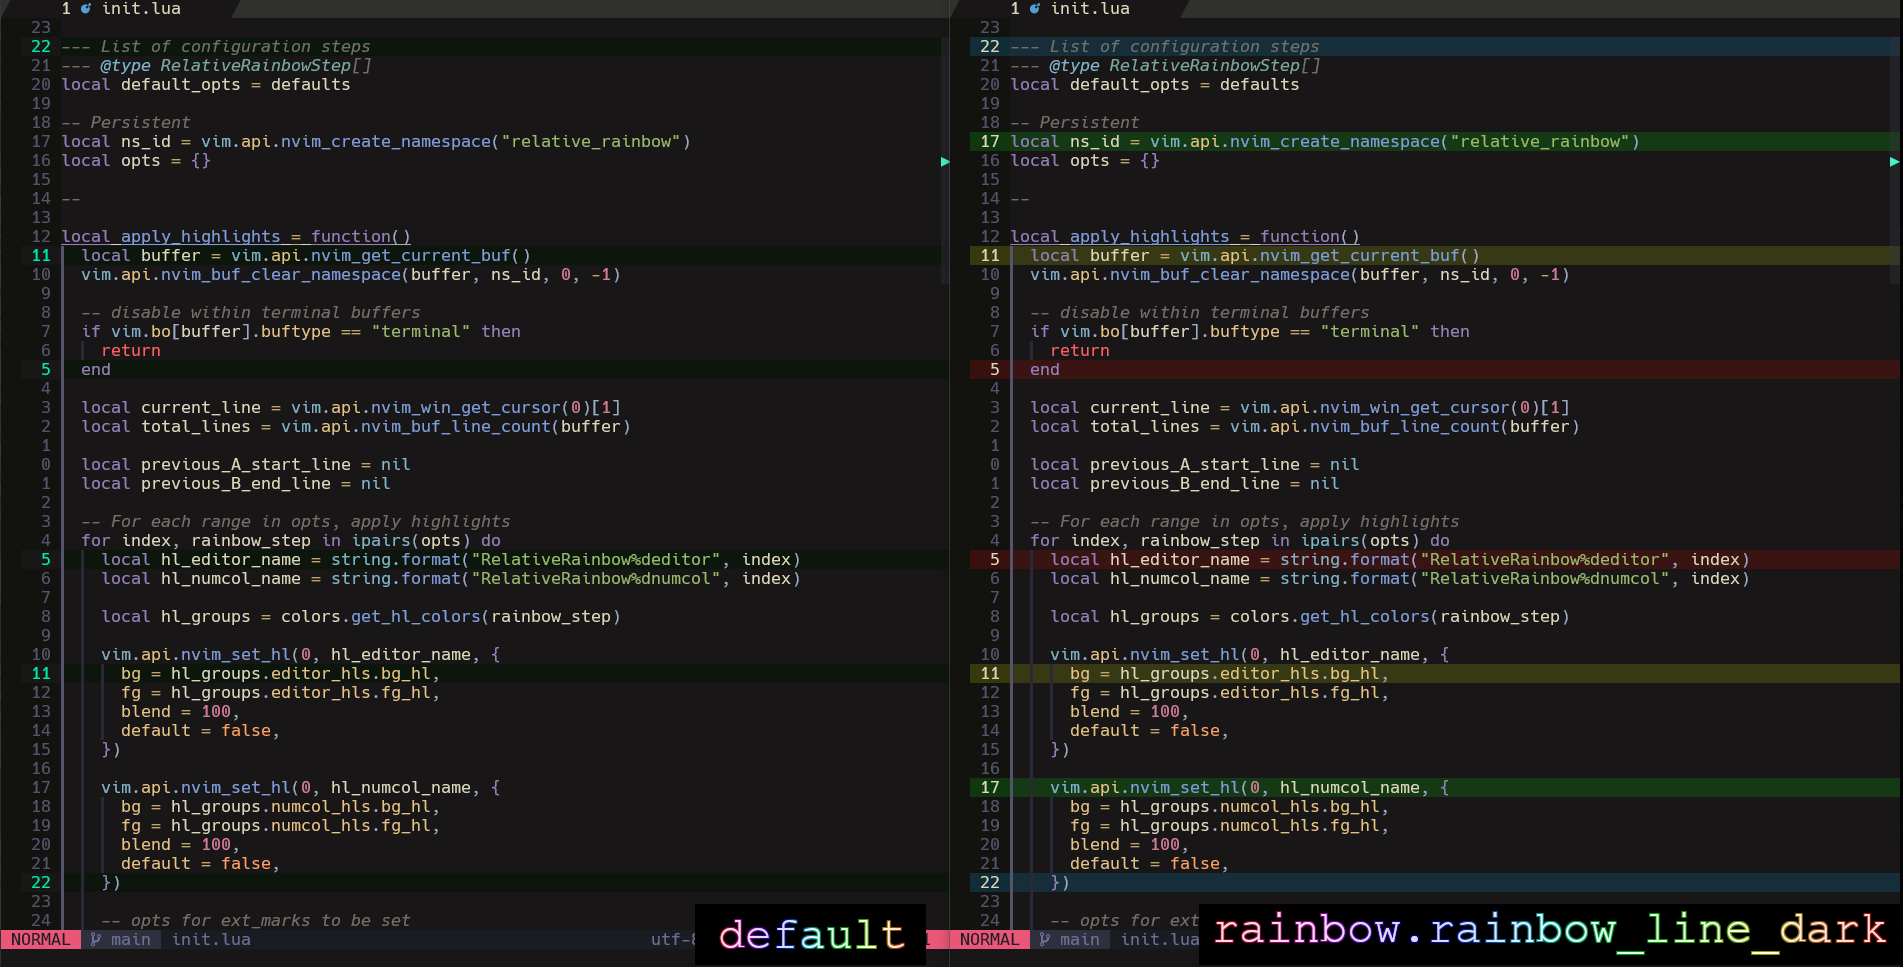 1 init.lua
23
22 --- List of configuration steps
21 --- @type RelativeRainbowStep[]
20 local default_opts = defaults
19
18 -- Persistent
17 local ns_id = vim.api.nvim_create_namespace("relative_rainbow")
16 local opts = {}
15
14 --
13
12 local apply_highlights = function()
11   local buffer = vim.api.nvim_get_current_buf()
10   vim.api.nvim_buf_clear_namespace(buffer, ns_id, 0, -1)
9
8   -- disable within terminal buffers
7   if vim.bo[buffer].buftype == "terminal" then
6     return
5   end
4
3   local current_line = vim.api.nvim_win_get_cursor(0)[1]
2   local total_lines = vim.api.nvim_buf_line_count(buffer)
1
0   local previous_A_start_line = nil
1   local previous_B_end_line = nil
2
3   -- For each range in opts, apply highlights
4   for index, rainbow_step in ipairs(opts) do
5     local hl_editor_name = string.format("RelativeRainbow%deditor", index)
6     local hl_numcol_name = string.format("RelativeRainbow%dnumcol", index)
7
8     local hl_groups = colors.get_hl_colors(rainbow_step)
9
10     vim.api.nvim_set_hl(0, hl_editor_name, {
11       bg = hl_groups.editor_hls.bg_hl,
12       fg = hl_groups.editor_hls.fg_hl,
13       blend = 100,
14       default = false,
15     })
16
17     vim.api.nvim_set_hl(0, hl_numcol_name, {
18       bg = hl_groups.numcol_hls.bg_hl,
19       fg = hl_groups.numcol_hls.fg_hl,
20       blend = 100,
21       default = false,
22     })
23
24     -- opts for ext_marks to be set
NORMAL main init.lua utf-8
default
1 init.lua
23
22 --- List of configuration steps
21 --- @type RelativeRainbowStep[]
20 local default_opts = defaults
19
18 -- Persistent
17 local ns_id = vim.api.nvim_create_namespace("relative_rainbow")
16 local opts = {}
15
14 --
13
12 local apply_highlights = function()
11   local buffer = vim.api.nvim_get_current_buf()
10   vim.api.nvim_buf_clear_namespace(buffer, ns_id, 0, -1)
9
8   -- disable within terminal buffers
7   if vim.bo[buffer].buftype == "terminal" then
6     return
5   end
4
3   local current_line = vim.api.nvim_win_get_cursor(0)[1]
2   local total_lines = vim.api.nvim_buf_line_count(buffer)
1
0   local previous_A_start_line = nil
1   local previous_B_end_line = nil
2
3   -- For each range in opts, apply highlights
4   for index, rainbow_step in ipairs(opts) do
5     local hl_editor_name = string.format("RelativeRainbow%deditor", index)
6     local hl_numcol_name = string.format("RelativeRainbow%dnumcol", index)
7
8     local hl_groups = colors.get_hl_colors(rainbow_step)
9
10     vim.api.nvim_set_hl(0, hl_editor_name, {
11       bg = hl_groups.editor_hls.bg_hl,
12       fg = hl_groups.editor_hls.fg_hl,
13       blend = 100,
14       default = false,
15     })
16
17     vim.api.nvim_set_hl(0, hl_numcol_name, {
18       bg = hl_groups.numcol_hls.bg_hl,
19       fg = hl_groups.numcol_hls.fg_hl,
20       blend = 100,
21       default = false,
22     })
23
24     -- opts for ext
NORMAL main init.lua
rainbow.rainbow_line_dark